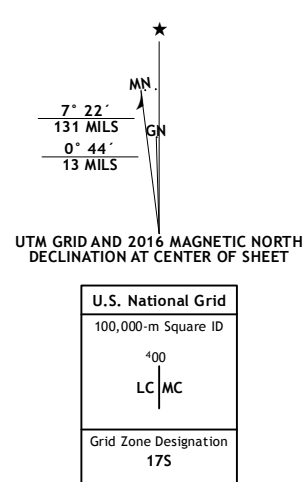 ★
MN
7° 22´
131 MILS
GN
0° 44´
13 MILS
UTM GRID AND 2016 MAGNETIC NORTH
DECLINATION AT CENTER OF SHEET
U.S. National Grid
100,000-m Square ID
⁴00
LC MC
Grid Zone Designation
17S